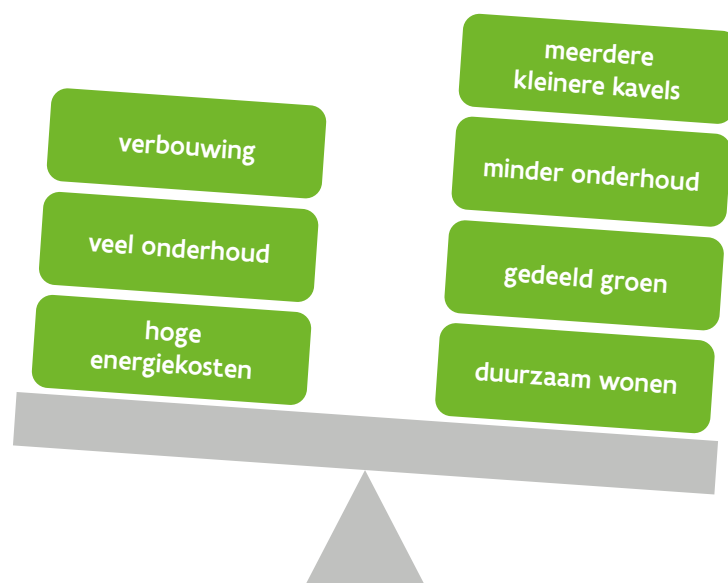 verbouwing
veel onderhoud
hoge
energiekosten
meerdere
kleinere kavels
minder onderhoud
gedeeld groen
duurzaam wonen